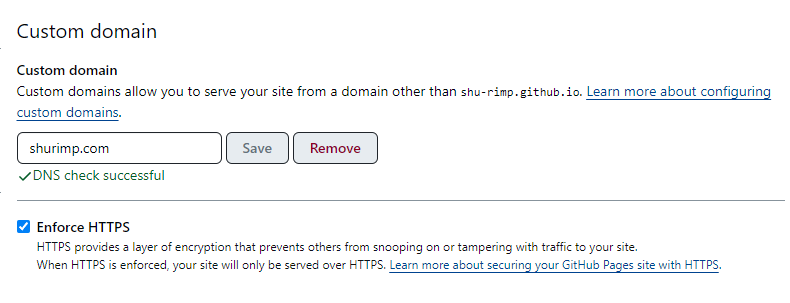 Custom domain
Custom domain
Custom domains allow you to serve your site from a domain other than shu-rimp.github.io. Learn more about configuring
custom domains.
shurimp.com Save Remove
✓DNS check successful
Enforce HTTPS
HTTPS provides a layer of encryption that prevents others from snooping on or tampering with traffic to your site.
When HTTPS is enforced, your site will only be served over HTTPS. Learn more about securing your GitHub Pages site with HTTPS.